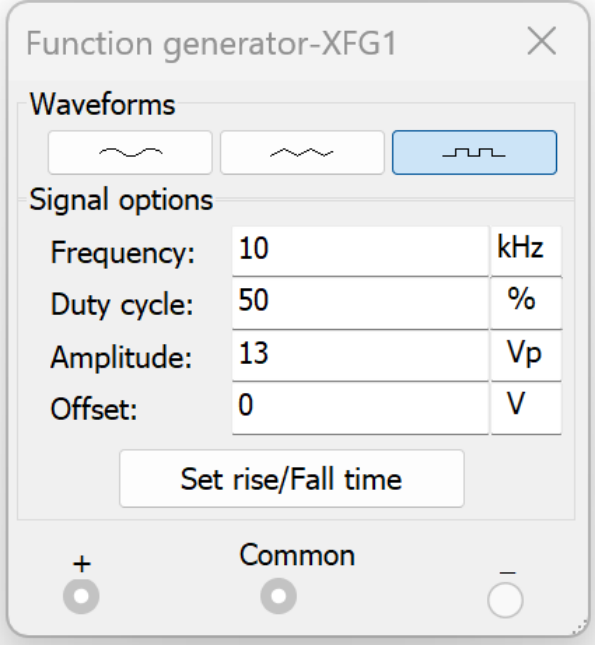 Function generator-XFG1
Waveforms
Signal options
Frequency: 10 kHz
Duty cycle: 50 %
Amplitude: 13 Vp
Offset: 0 V
Set rise/Fall time
+ Common −